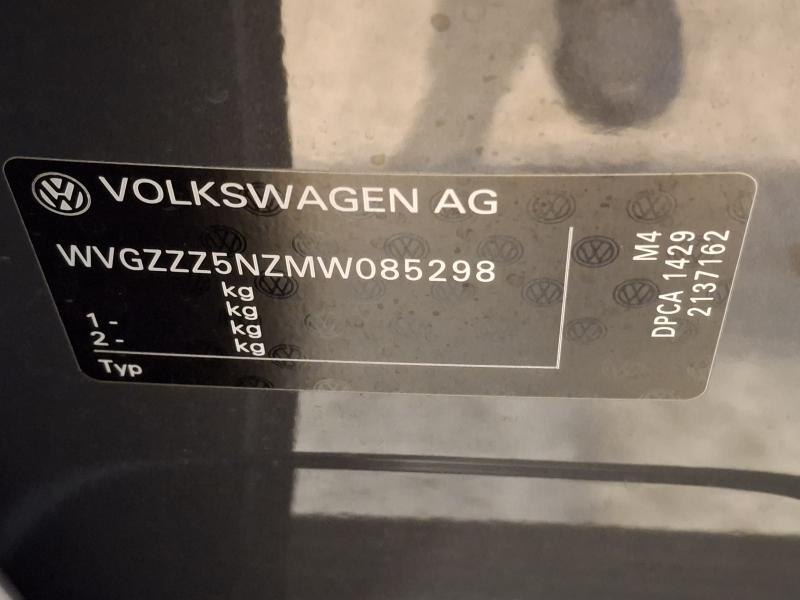 VOLKSWAGEN AG
WVGZZZ5NZMW085298
kg
kg
1 - kg
2 - kg
Typ
M4
DPCA 1429
2137162